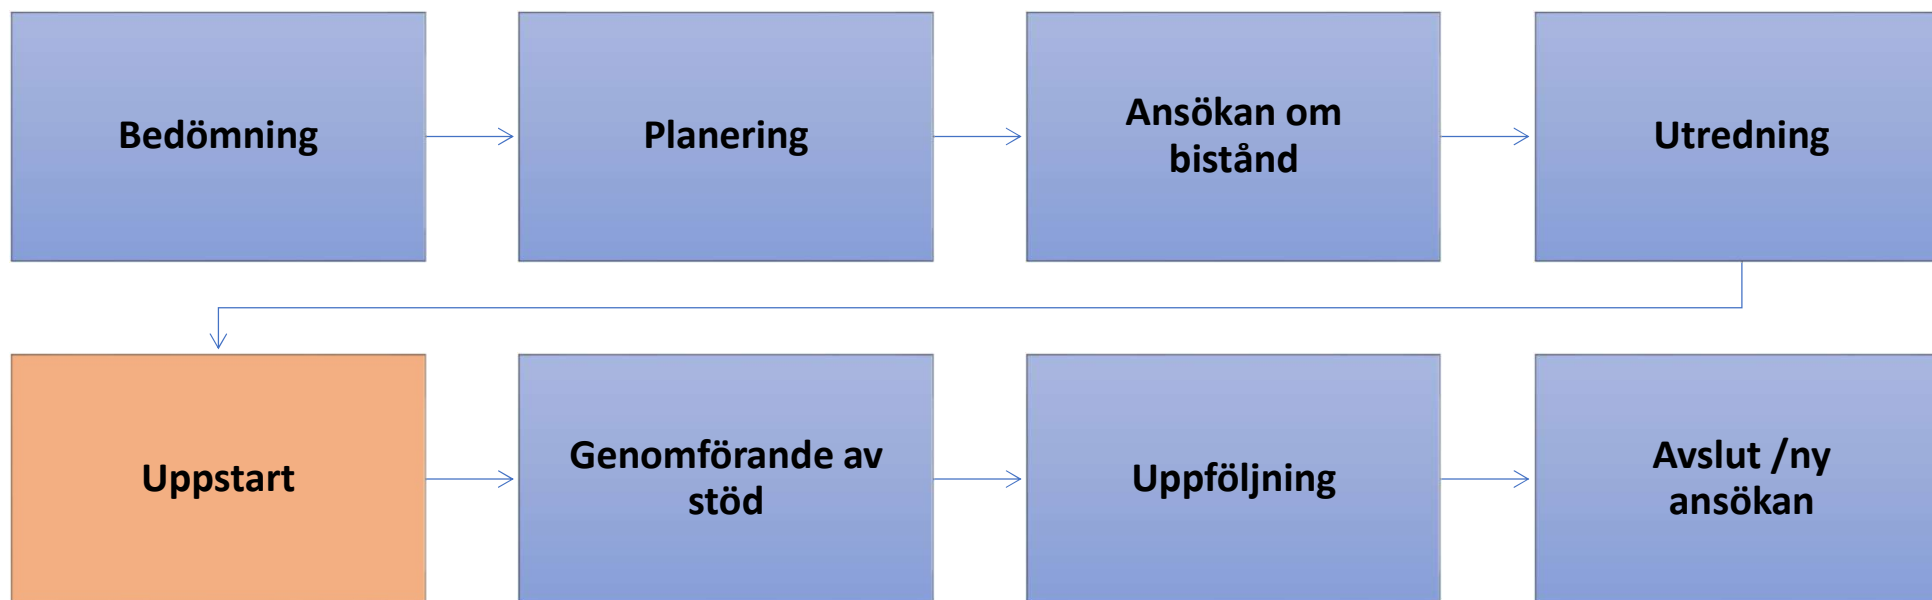 Bedömning
Planering
Ansökan om
bistånd
Utredning
Uppstart
Genomförande av
stöd
Uppföljning
Avslut /ny
ansökan